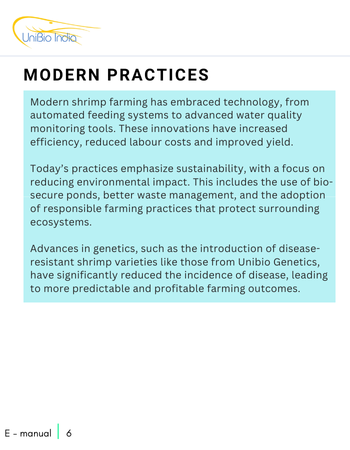 UniBio India
MODERN PRACTICES
Modern shrimp farming has embraced technology, from
automated feeding systems to advanced water quality
monitoring tools. These innovations have increased
efficiency, reduced labour costs and improved yield.
Today's practices emphasize sustainability, with a focus on
reducing environmental impact. This includes the use of bio-
secure ponds, better waste management, and the adoption
of responsible farming practices that protect surrounding
ecosystems.
Advances in genetics, such as the introduction of disease-
resistant shrimp varieties like those from Unibio Genetics,
have significantly reduced the incidence of disease, leading
to more predictable and profitable farming outcomes.
E - manual | 6